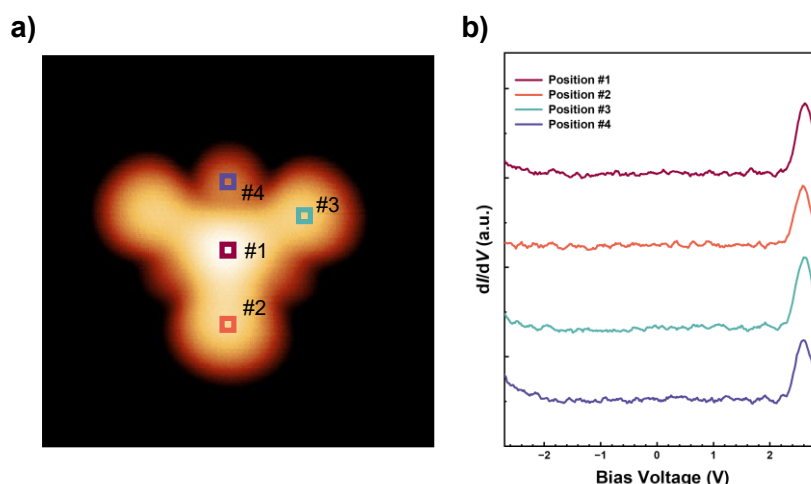 a)
#4
#3
#1
#2
b)
Position #1
Position #2
Position #3
Position #4
dI/dV (a.u.)
−2 −1 0 1 2
Bias Voltage (V)